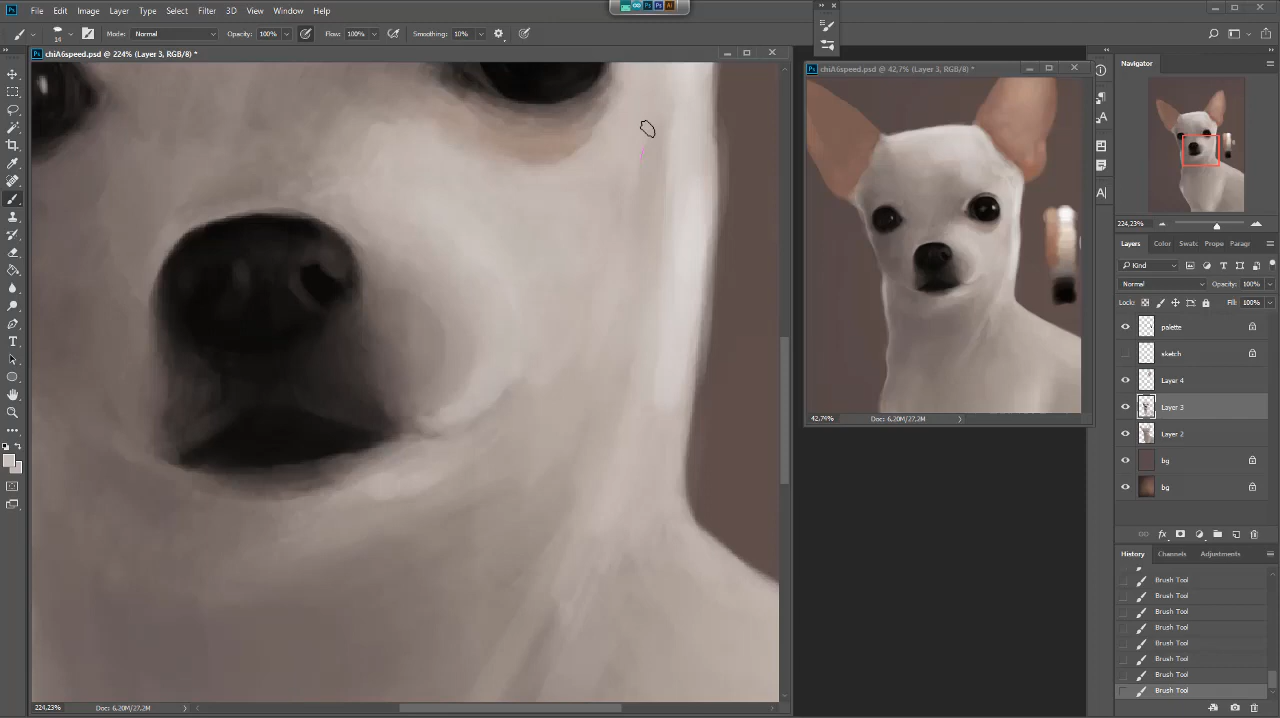 File Edit Image Layer Type Select Filter 3D View Window Help
14 Mode: Normal Opacity: 100% Flow: 100% Smoothing: 10%
chiA6speed.psd @ 224% (Layer 3, RGB/8) *
chiA6speed.psd @ 42,7% (Layer 3, RGB/8) *
Navigator
224,23%
Layers Color Swatc Prope Paragr
Kind
Normal Opacity: 100%
Lock: Fill: 100%
palette
sketch
Layer 4
Layer 3
Layer 2
bg
bg
42,74% Doc: 6,20M/27,2M
History Channels Adjustments
Brush Tool
Brush Tool
Brush Tool
Brush Tool
Brush Tool
Brush Tool
Brush Tool
Brush Tool
224,23% Doc: 6,20M/27,2M